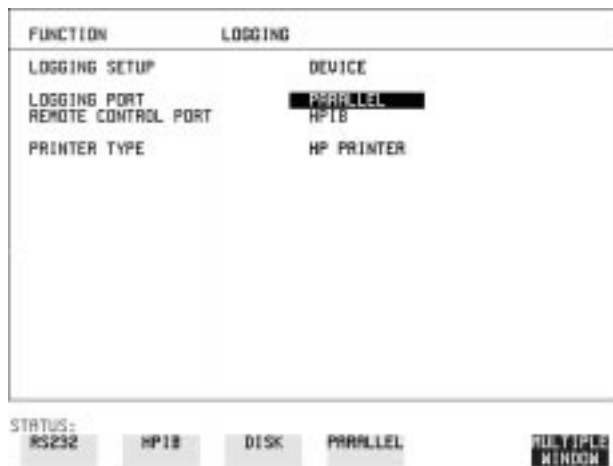 FUNCTION LOGGING
LOGGING SETUP DEVICE
LOGGING PORT PARALLEL
REMOTE CONTROL PORT HPIB
PRINTER TYPE HP PRINTER
STATUS:
RS232 HPIB DISK PARALLEL MULTIPLE
WINDOW